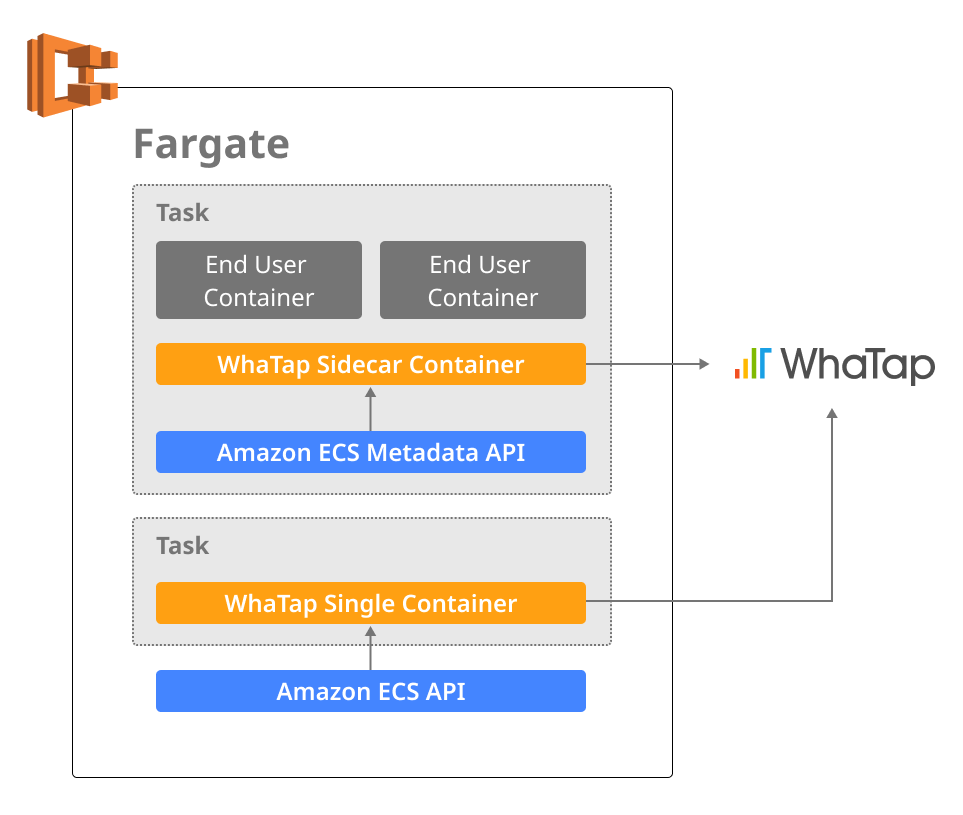 Fargate
Task
End User
Container
End User
Container
WhaTap Sidecar Container
WhaTap
Amazon ECS Metadata API
Task
WhaTap Single Container
Amazon ECS API